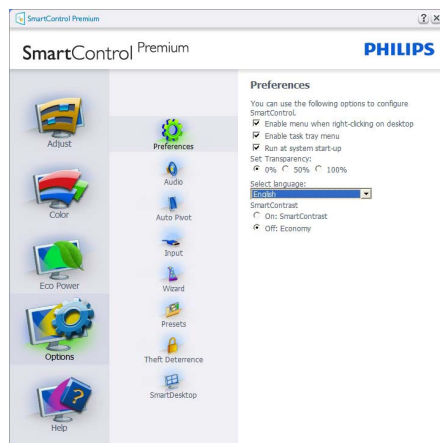 SmartControl Premium
SmartControl Premium
PHILIPS
Adjust
Color
Eco Power
Options
Help
Preferences
Audio
Auto Pivot
Input
Wizard
Presets
Theft Deterrence
SmartDesktop
Preferences
You can use the following options to configure
SmartControl.
Enable menu when right-clicking on desktop
Enable task tray menu
Run at system start-up
Set Transparency:
0% 50% 100%
Select language:
English
SmartContrast
On: SmartContrast
Off: Economy